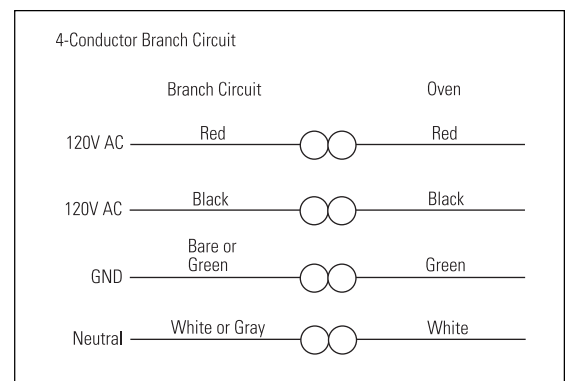 4-Conductor Branch Circuit
Branch Circuit Oven
120V AC Red Red
120V AC Black Black
Bare or
GND Green Green
Neutral White or Gray White